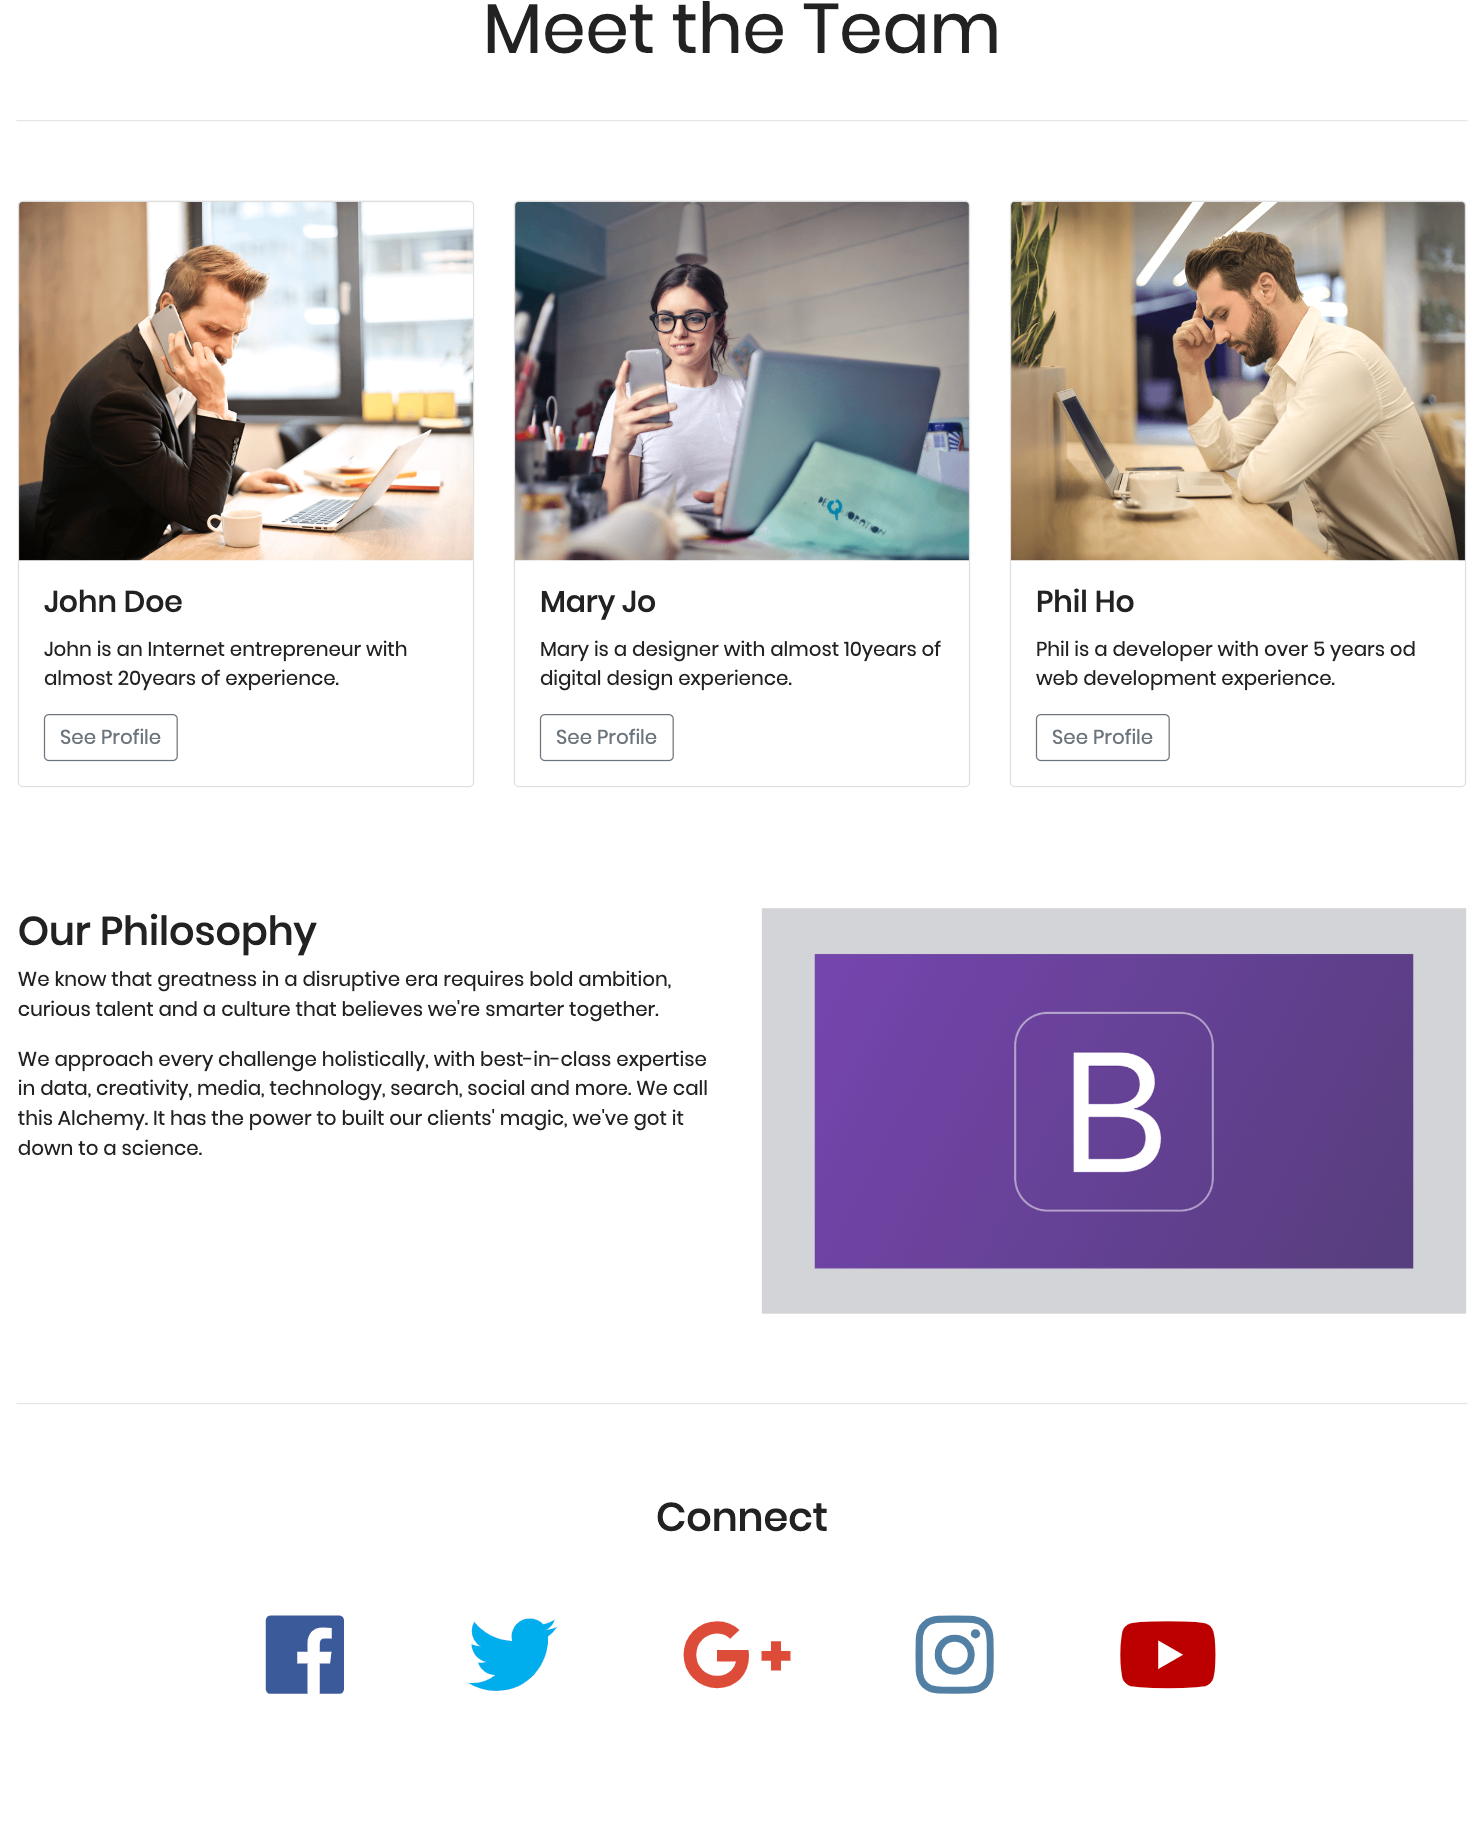 Meet the Team
John Doe
John is an Internet entrepreneur with
almost 20years of experience.
See Profile
Mary Jo
Mary is a designer with almost 10years of
digital design experience.
See Profile
Phil Ho
Phil is a developer with over 5 years od
web development experience.
See Profile
Our Philosophy
We know that greatness in a disruptive era requires bold ambition,
curious talent and a culture that believes we're smarter together.
We approach every challenge holistically, with best-in-class expertise
in data, creativity, media, technology, search, social and more. We call
this Alchemy. It has the power to built our clients' magic, we've got it
down to a science.
B
Connect
G+